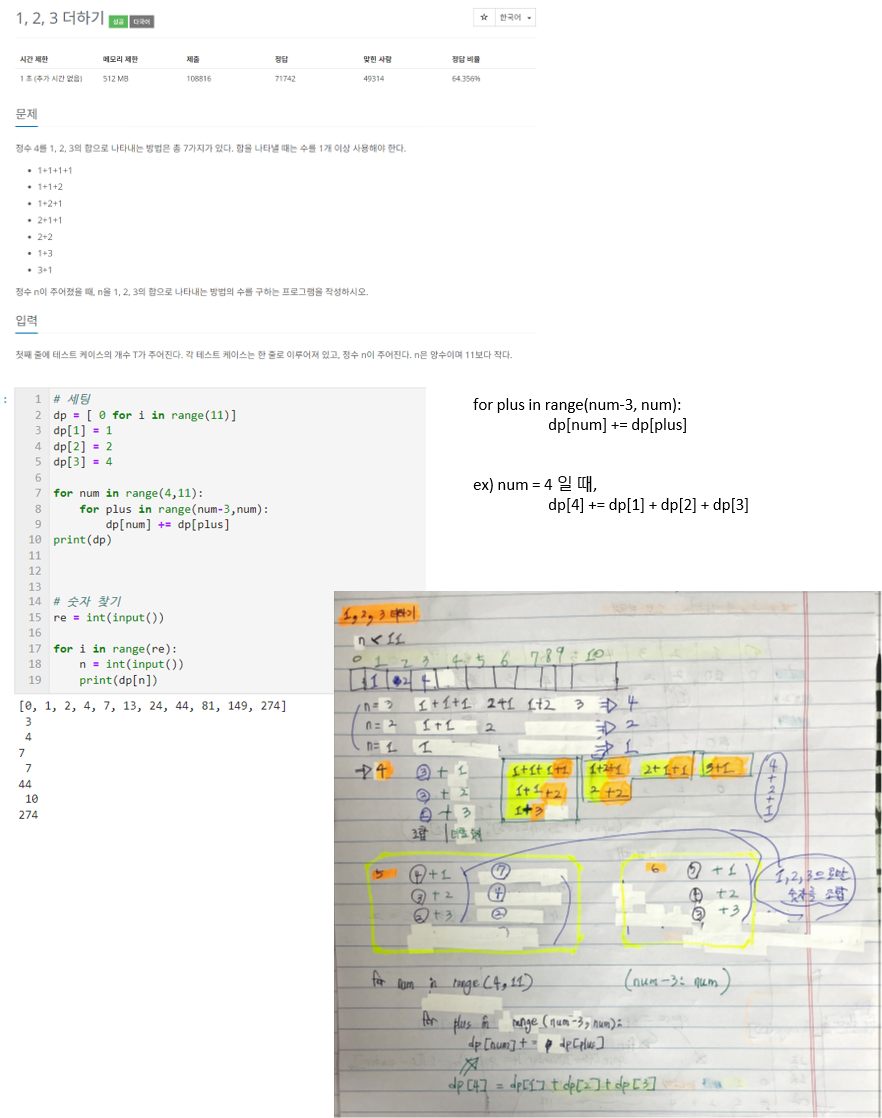 1, 2, 3 더하기 성공 다국어
☆ 한국어
시간 제한 메모리 제한 제출 정답 맞힌 사람 정답 비율
1 초 (추가 시간 없음) 512 MB 108816 71742 49314 64.356%
문제
정수 4를 1, 2, 3의 합으로 나타내는 방법은 총 7가지가 있다. 합을 나타낼 때는 수를 1개 이상 사용해야 한다.
• 1+1+1+1
• 1+1+2
• 1+2+1
• 2+1+1
• 2+2
• 1+3
• 3+1
정수 n이 주어졌을 때, n을 1, 2, 3의 합으로 나타내는 방법의 수를 구하는 프로그램을 작성하시오.
입력
첫째 줄에 테스트 케이스의 개수 T가 주어진다. 각 테스트 케이스는 한 줄로 이루어져 있고, 정수 n이 주어진다. n은 양수이며 11보다 작다.
:
1 # 세팅
2 dp = [ 0 for i in range(11)]
3 dp[1] = 1
4 dp[2] = 2
5 dp[3] = 4
6
7 for num in range(4,11):
8 for plus in range(num-3,num):
9 dp[num] += dp[plus]
10 print(dp)
11
12
13
14 # 숫자 찾기
15 re = int(input())
16
17 for i in range(re):
18 n = int(input())
19 print(dp[n])
[0, 1, 2, 4, 7, 13, 24, 44, 81, 149, 274]
3
4
7
7
44
10
274
for plus in range(num-3, num):
dp[num] += dp[plus]
ex) num = 4 일 때,
dp[4] += dp[1] + dp[2] + dp[3]
1, 2, 3 더하기
n < 11
0 1 2 3 4 5 6 7 8 9 10
1 2 4
n= 3 1+1+1 2+1 1+2 3 ⇒ 4
n= 2 1+1 2 ⇒ 2
n= 1 1 ⇒ 1
→ 4 ③ + 1 1+1+1+1 1+2+1 2+1+1 3+1
② + 2 1+1+2 2+2
+ 3 1+3
4
+
2
+
1
5 ④+1 ⑦
③+2 ④
②+3 ②
6 ⑤ +1
④ +2
③ +3
1,2,3으로만
숫자를 조합
for num in range(4,11) (num-3: num)
for plus in range(num-3, num):
dp[num] += dp[plus]
dp[4] = dp[1] + dp[2] + dp[3]